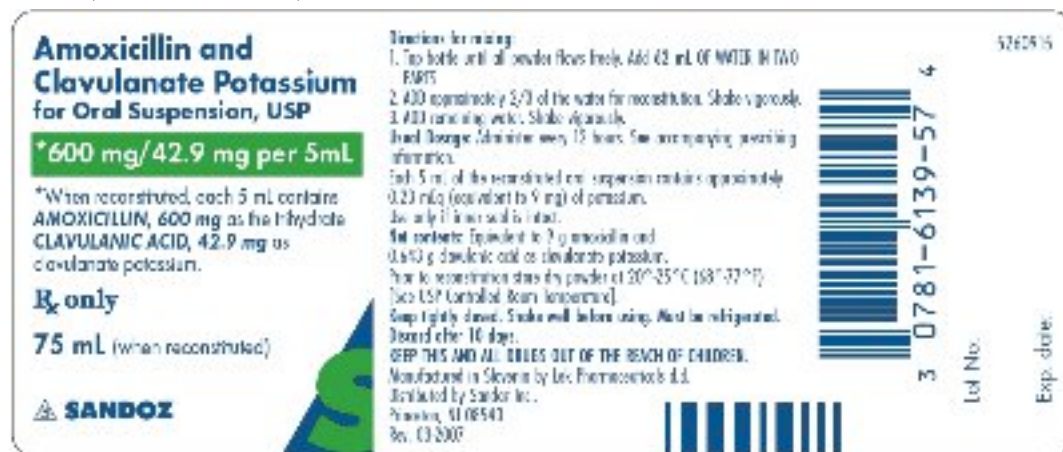 Amoxicillin and
Clavulanate Potassium
for Oral Suspension, USP
*600 mg/42.9 mg per 5mL
*When reconstituted, each 5 mL contains
AMOXICILLIN, 600 mg as the trihydrate
CLAVULANIC ACID, 42.9 mg as
clavulanate potassium.
Rx only
75 mL (when reconstituted)
SANDOZ
S
Directions for mixing:
1. Tap bottle until all powder flows freely. Add 62 mL OF WATER IN TWO
PARTS
2. ADD approximately 2/3 of the water for reconstitution. Shake vigorously.
3. ADD remaining water. Shake vigorously.
Usual Dosage: Administer every 12 hours. See accompanying prescribing
information.
Each 5 mL of the reconstituted oral suspension contains approximately
0.23 mEq (equivalent to 9 mg) of potassium.
Use only if inner seal is intact.
Net contents: Equivalent to 9 g amoxicillin and
0.643 g clavulanic acid as clavulanate potassium.
Prior to reconstitution store dry powder at 20°-25°C (68°-77°F)
[See USP Controlled Room Temperature].
Keep tightly closed. Shake well before using. Must be refrigerated.
Discard after 10 days.
KEEP THIS AND ALL DRUGS OUT OF THE REACH OF CHILDREN.
Manufactured in Slovenia by Lek Pharmaceuticals d.d.
Distributed by Sandoz Inc.,
Princeton, NJ 08540
Rev. 03-2007
3 0781-6139-57 4
Lot No.
Exp. date: